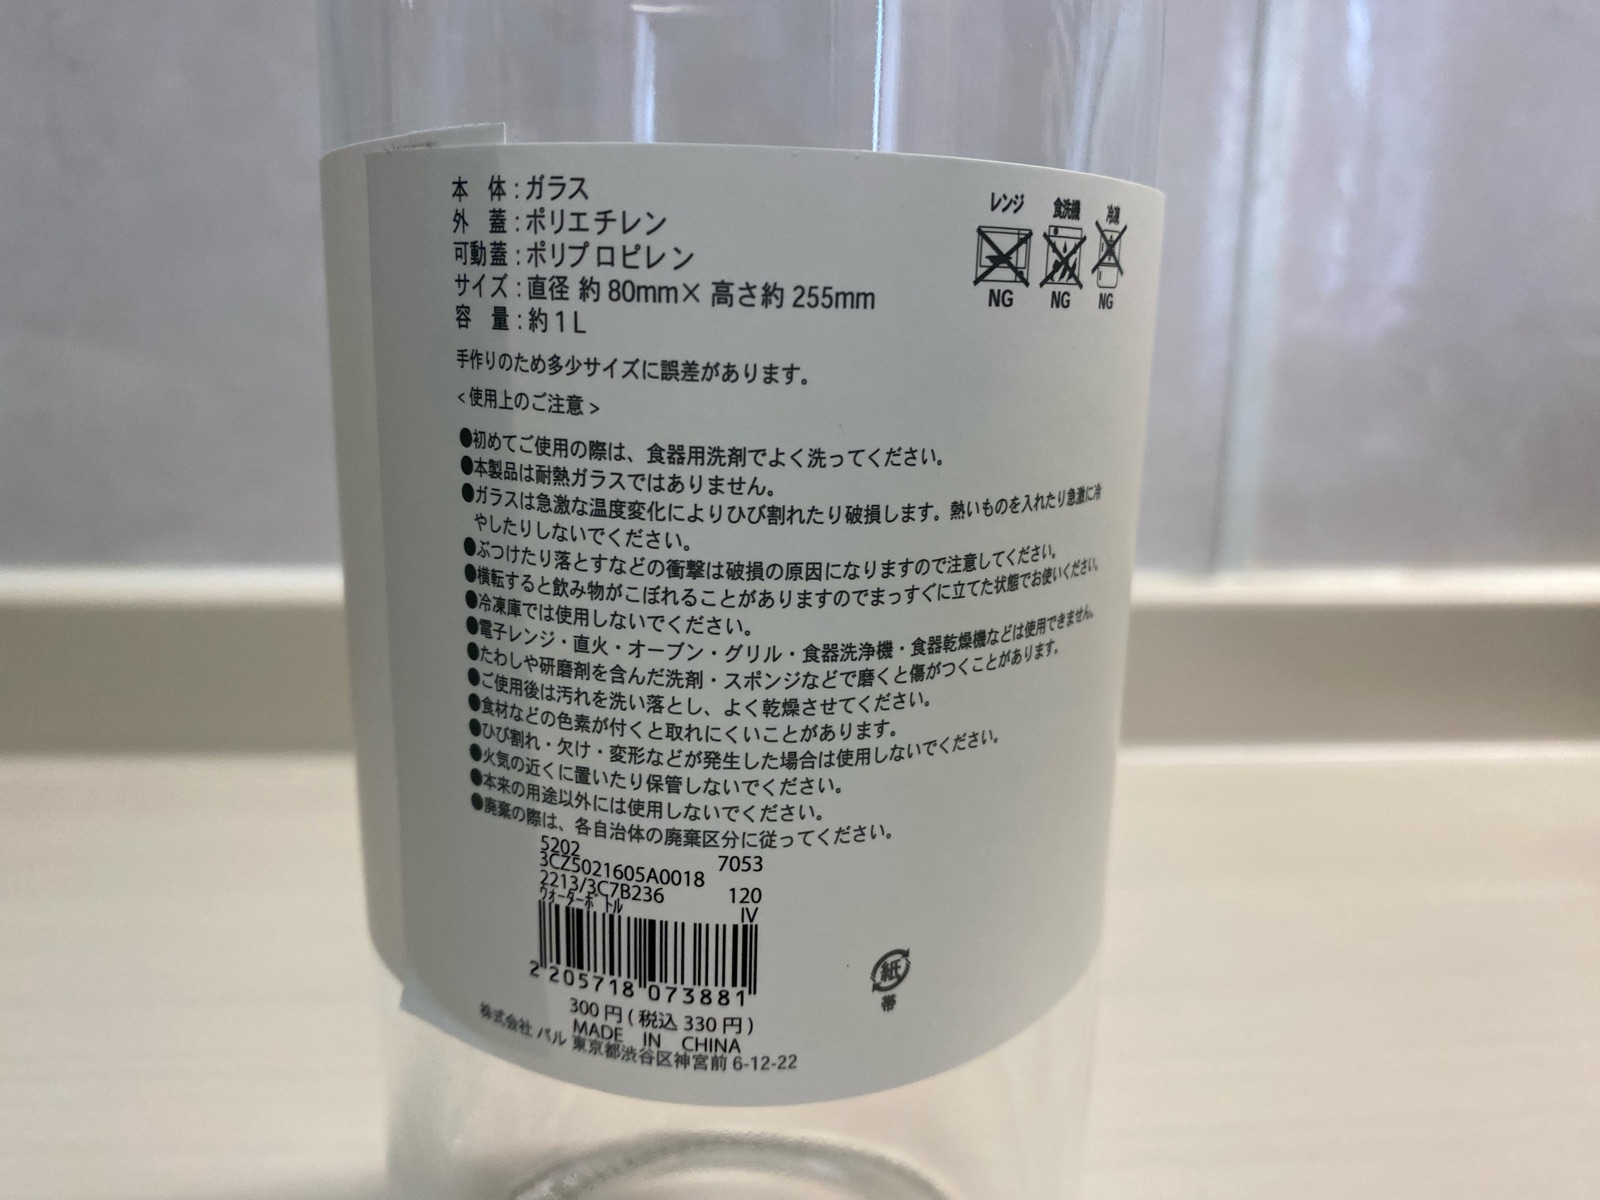 本体：ガラス
外蓋：ポリエチレン
可動蓋：ポリプロピレン
サイズ：直径 約 80mm× 高さ約 255mm
容量：約 1 L
レンジ 食洗機 冷凍
NG NG NG
手作りのため多少サイズに誤差があります。
<使用上のご注意>
●初めてご使用の際は、食器用洗剤でよく洗ってください。
●本製品は耐熱ガラスではありません。
●ガラスは急激な温度変化によりひび割れたり破損します。熱いものを入れたり急激に冷
やしたりしないでください。
●ぶつけたり落とすなどの衝撃は破損の原因になりますので注意してください。
●横転すると飲み物がこぼれることがありますのでまっすぐに立てた状態でお使いください。
●冷凍庫では使用しないでください。
●電子レンジ・直火・オーブン・グリル・食器洗浄機・食器乾燥機などは使用できません。
●たわしや研磨剤を含んだ洗剤・スポンジなどで磨くと傷がつくことがあります。
●ご使用後は汚れを洗い落とし、よく乾燥させてください。
●食材などの色素が付くと取れにくいことがあります。
●ひび割れ・欠け・変形などが発生した場合は使用しないでください。
●火気の近くに置いたり保管しないでください。
●本来の用途以外には使用しないでください。
●廃棄の際は、各自治体の廃棄区分に従ってください。
5202 7053
3CZ5021605A0018
2213/3C7B236 120
ウォーターボトル IV
2 205718 073881
300 円 ( 税込 330 円 )
MADE IN CHINA
株式会社 パル 東京都渋谷区神宮前 6-12-22
紙
帯